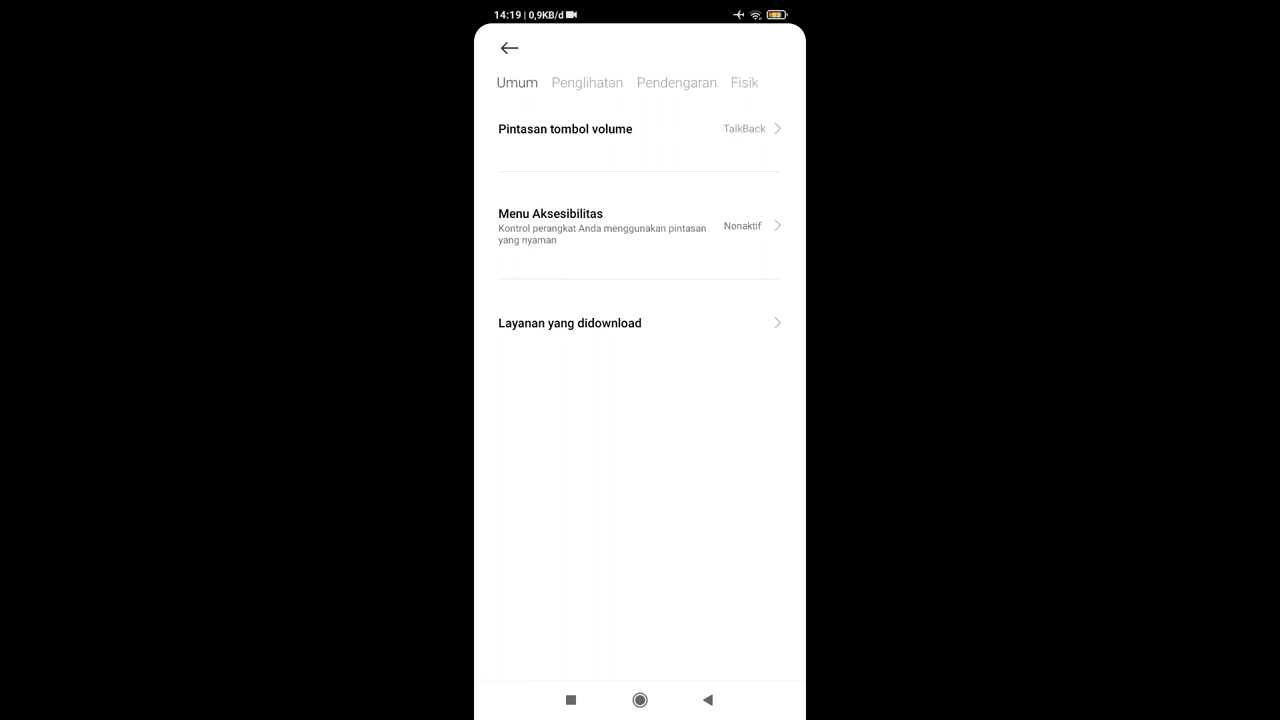 14:19 | 0,9KB/d
83
Umum Penglihatan Pendengaran Fisik
Pintasan tombol volume TalkBack
Menu Aksesibilitas
Kontrol perangkat Anda menggunakan pintasan
yang nyaman
Nonaktif
Layanan yang didownload